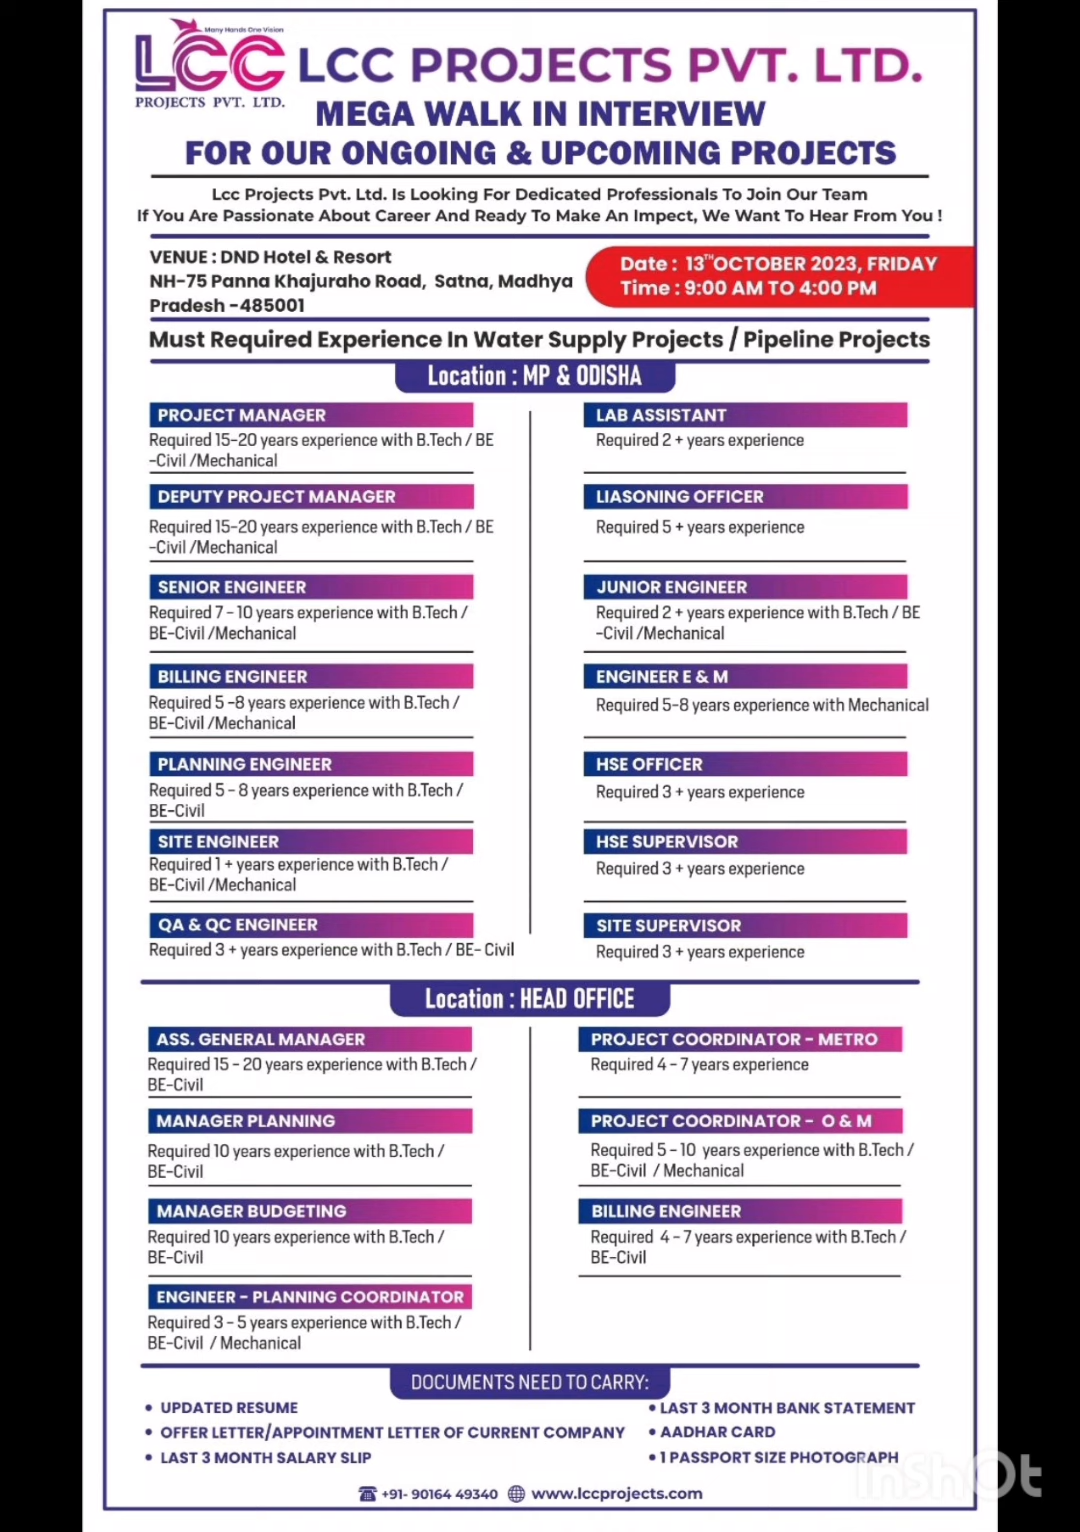 Many Hands One Vision
LCC
PROJECTS PVT. LTD.
LCC PROJECTS PVT. LTD.
MEGA WALK IN INTERVIEW
FOR OUR ONGOING & UPCOMING PROJECTS
Lcc Projects Pvt. Ltd. Is Looking For Dedicated Professionals To Join Our Team
If You Are Passionate About Career And Ready To Make An Impect, We Want To Hear From You !
VENUE : DND Hotel & Resort
NH-75 Panna Khajuraho Road, Satna, Madhya
Pradesh -485001
Date : 13TH OCTOBER 2023, FRIDAY
Time : 9:00 AM TO 4:00 PM
Must Required Experience In Water Supply Projects / Pipeline Projects
Location : MP & ODISHA
PROJECT MANAGER
Required 15-20 years experience with B.Tech / BE
-Civil /Mechanical
DEPUTY PROJECT MANAGER
Required 15-20 years experience with B.Tech / BE
-Civil /Mechanical
SENIOR ENGINEER
Required 7 - 10 years experience with B.Tech /
BE-Civil /Mechanical
BILLING ENGINEER
Required 5 -8 years experience with B.Tech /
BE-Civil /Mechanical
PLANNING ENGINEER
Required 5 - 8 years experience with B.Tech /
BE-Civil
SITE ENGINEER
Required 1 + years experience with B.Tech /
BE-Civil /Mechanical
QA & QC ENGINEER
Required 3 + years experience with B.Tech / BE- Civil
LAB ASSISTANT
Required 2 + years experience
LIASONING OFFICER
Required 5 + years experience
JUNIOR ENGINEER
Required 2 + years experience with B.Tech / BE
-Civil /Mechanical
ENGINEER E & M
Required 5-8 years experience with Mechanical
HSE OFFICER
Required 3 + years experience
HSE SUPERVISOR
Required 3 + years experience
SITE SUPERVISOR
Required 3 + years experience
Location : HEAD OFFICE
ASS. GENERAL MANAGER
Required 15 - 20 years experience with B.Tech /
BE-Civil
MANAGER PLANNING
Required 10 years experience with B.Tech /
BE-Civil
MANAGER BUDGETING
Required 10 years experience with B.Tech /
BE-Civil
ENGINEER - PLANNING COORDINATOR
Required 3 - 5 years experience with B.Tech /
BE-Civil / Mechanical
PROJECT COORDINATOR - METRO
Required 4 - 7 years experience
PROJECT COORDINATOR - O & M
Required 5 - 10 years experience with B.Tech /
BE-Civil / Mechanical
BILLING ENGINEER
Required 4 - 7 years experience with B.Tech /
BE-Civil
DOCUMENTS NEED TO CARRY:
• UPDATED RESUME
• OFFER LETTER/APPOINTMENT LETTER OF CURRENT COMPANY
• LAST 3 MONTH SALARY SLIP
• LAST 3 MONTH BANK STATEMENT
• AADHAR CARD
• 1 PASSPORT SIZE PHOTOGRAPH
InShOt
+91- 90164 49340 www.lccprojects.com